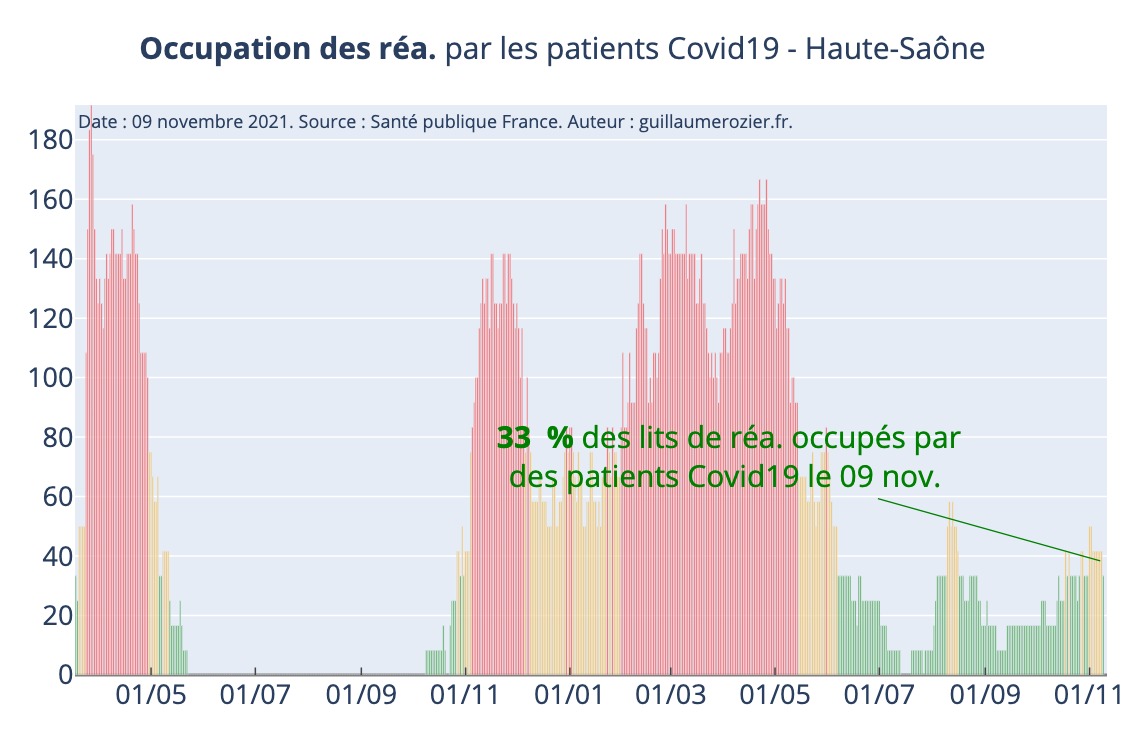 Occupation des réa. par les patients Covid19 - Haute-Saône
Date : 09 novembre 2021. Source : Santé publique France. Auteur : guillaumerozier.fr.
180
160
140
120
100
80
60
40
20
0
33 % des lits de réa. occupés par
des patients Covid19 le 09 nov.
01/05 01/07 01/09 01/11 01/01 01/03 01/05 01/07 01/09 01/11